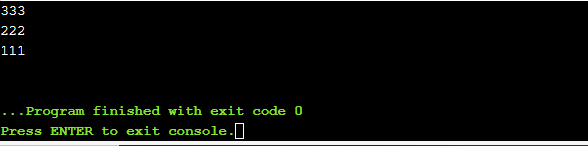 333
222
111
...Program finished with exit code 0
Press ENTER to exit console.